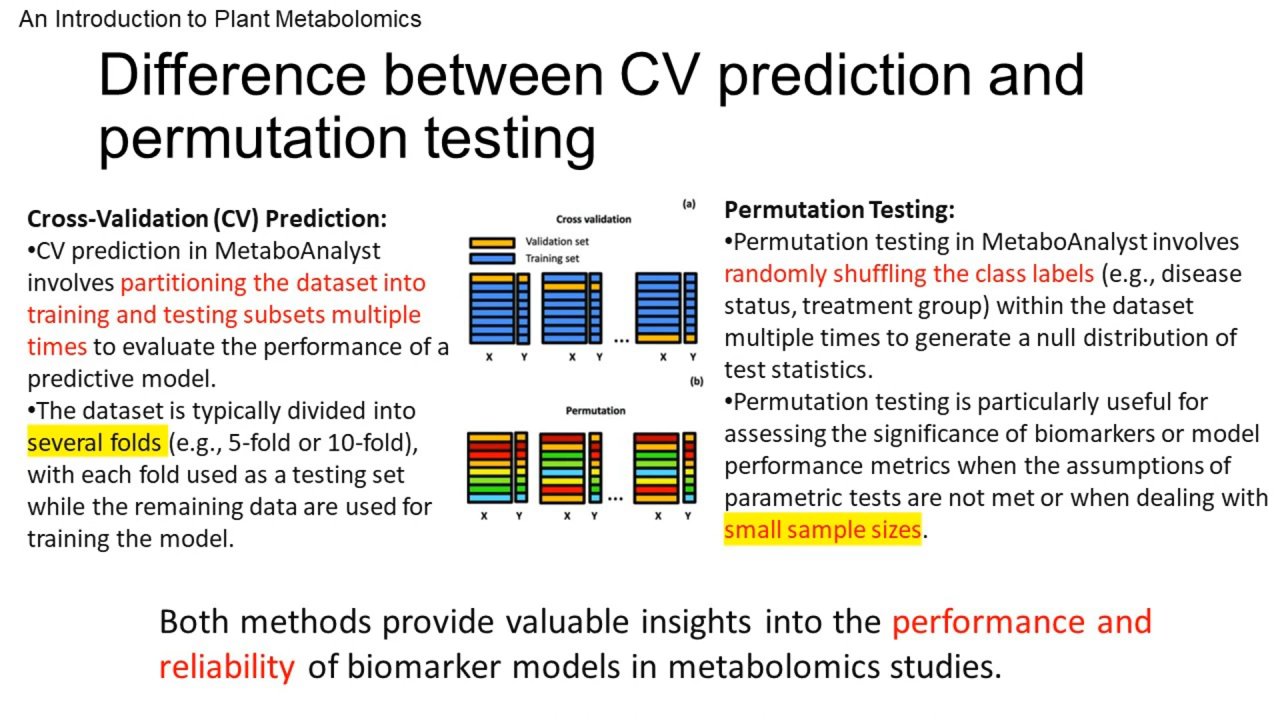 An Introduction to Plant Metabolomics
Difference between CV prediction and
permutation testing
Cross-Validation (CV) Prediction:
•CV prediction in MetaboAnalyst
involves partitioning the dataset into
training and testing subsets multiple
times to evaluate the performance of a
predictive model.
•The dataset is typically divided into
several folds (e.g., 5-fold or 10-fold),
with each fold used as a testing set
while the remaining data are used for
training the model.
(a)
Cross validation
Validation set
Training set
...
X Y X Y X Y
(b)
Permutation
...
X Y X Y X Y
Permutation Testing:
•Permutation testing in MetaboAnalyst involves
randomly shuffling the class labels (e.g., disease
status, treatment group) within the dataset
multiple times to generate a null distribution of
test statistics.
•Permutation testing is particularly useful for
assessing the significance of biomarkers or model
performance metrics when the assumptions of
parametric tests are not met or when dealing with
small sample sizes.
Both methods provide valuable insights into the performance and
reliability of biomarker models in metabolomics studies.